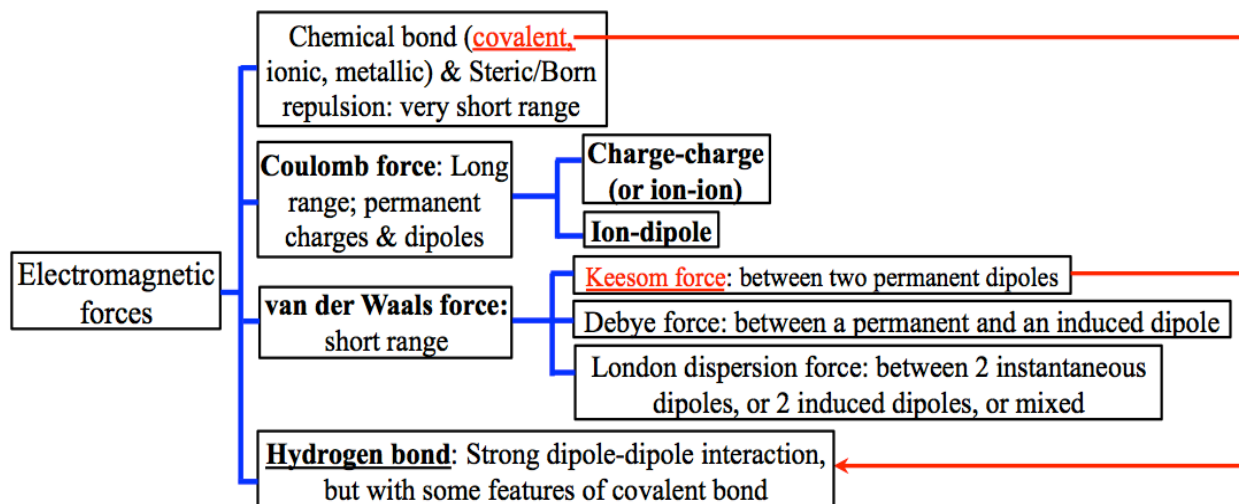 Chemical bond (covalent,
ionic, metallic) & Steric/Born
repulsion: very short range
Coulomb force: Long
range; permanent
charges & dipoles
Charge-charge
(or ion-ion)
Ion-dipole
Electromagnetic
forces
van der Waals force:
short range
Keesom force: between two permanent dipoles
Debye force: between a permanent and an induced dipole
London dispersion force: between 2 instantaneous
dipoles, or 2 induced dipoles, or mixed
Hydrogen bond: Strong dipole-dipole interaction,
but with some features of covalent bond